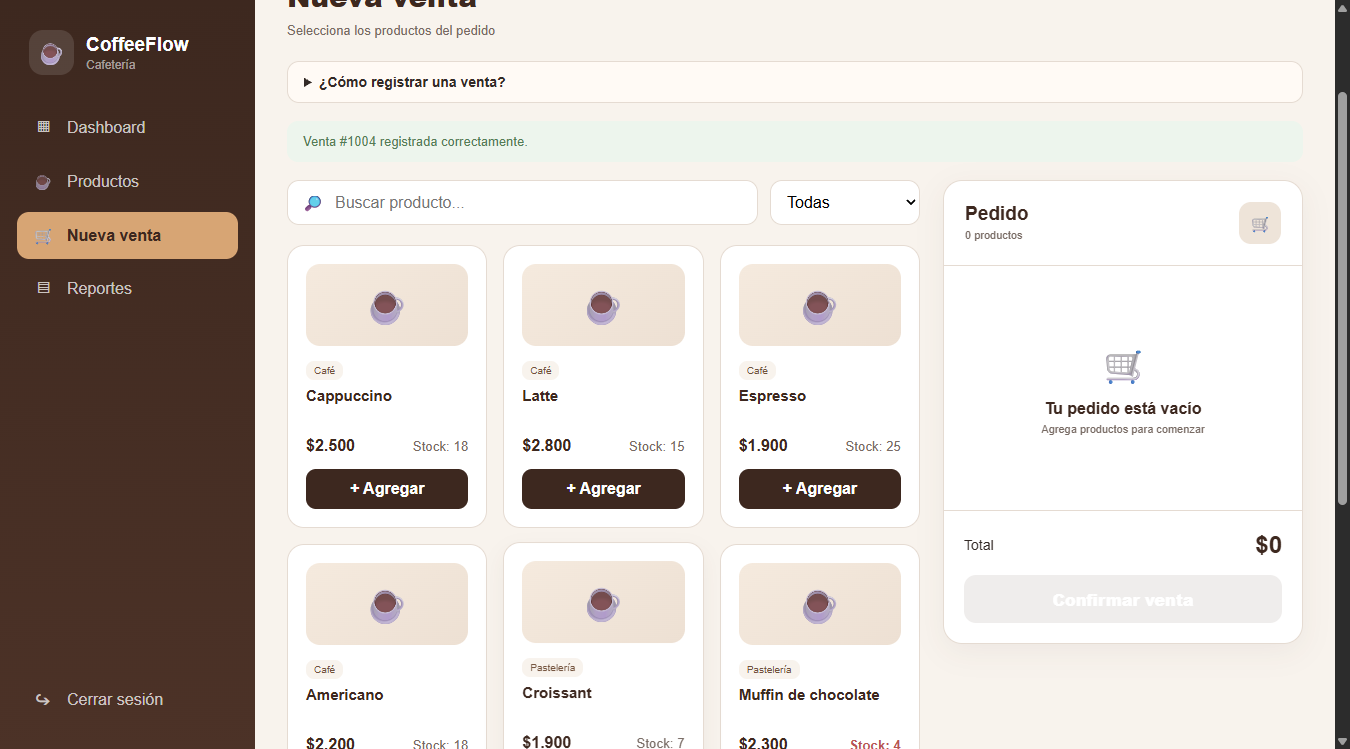 CoffeeFlow
Cafetería
Dashboard
Productos
Nueva venta
Reportes
Cerrar sesión
Nueva venta
Selecciona los productos del pedido
¿Cómo registrar una venta?
Venta #1004 registrada correctamente.
Buscar producto...
Todas
Café
Cappuccino
$2.500 Stock: 18
+ Agregar
Café
Latte
$2.800 Stock: 15
+ Agregar
Café
Espresso
$1.900 Stock: 25
+ Agregar
Café
Americano
$2.200 Stock: 18
Pastelería
Croissant
$1.900 Stock: 7
Pastelería
Muffin de chocolate
$2.300 Stock: 4
Pedido
0 productos
Tu pedido está vacío
Agrega productos para comenzar
Total $0
Confirmar venta